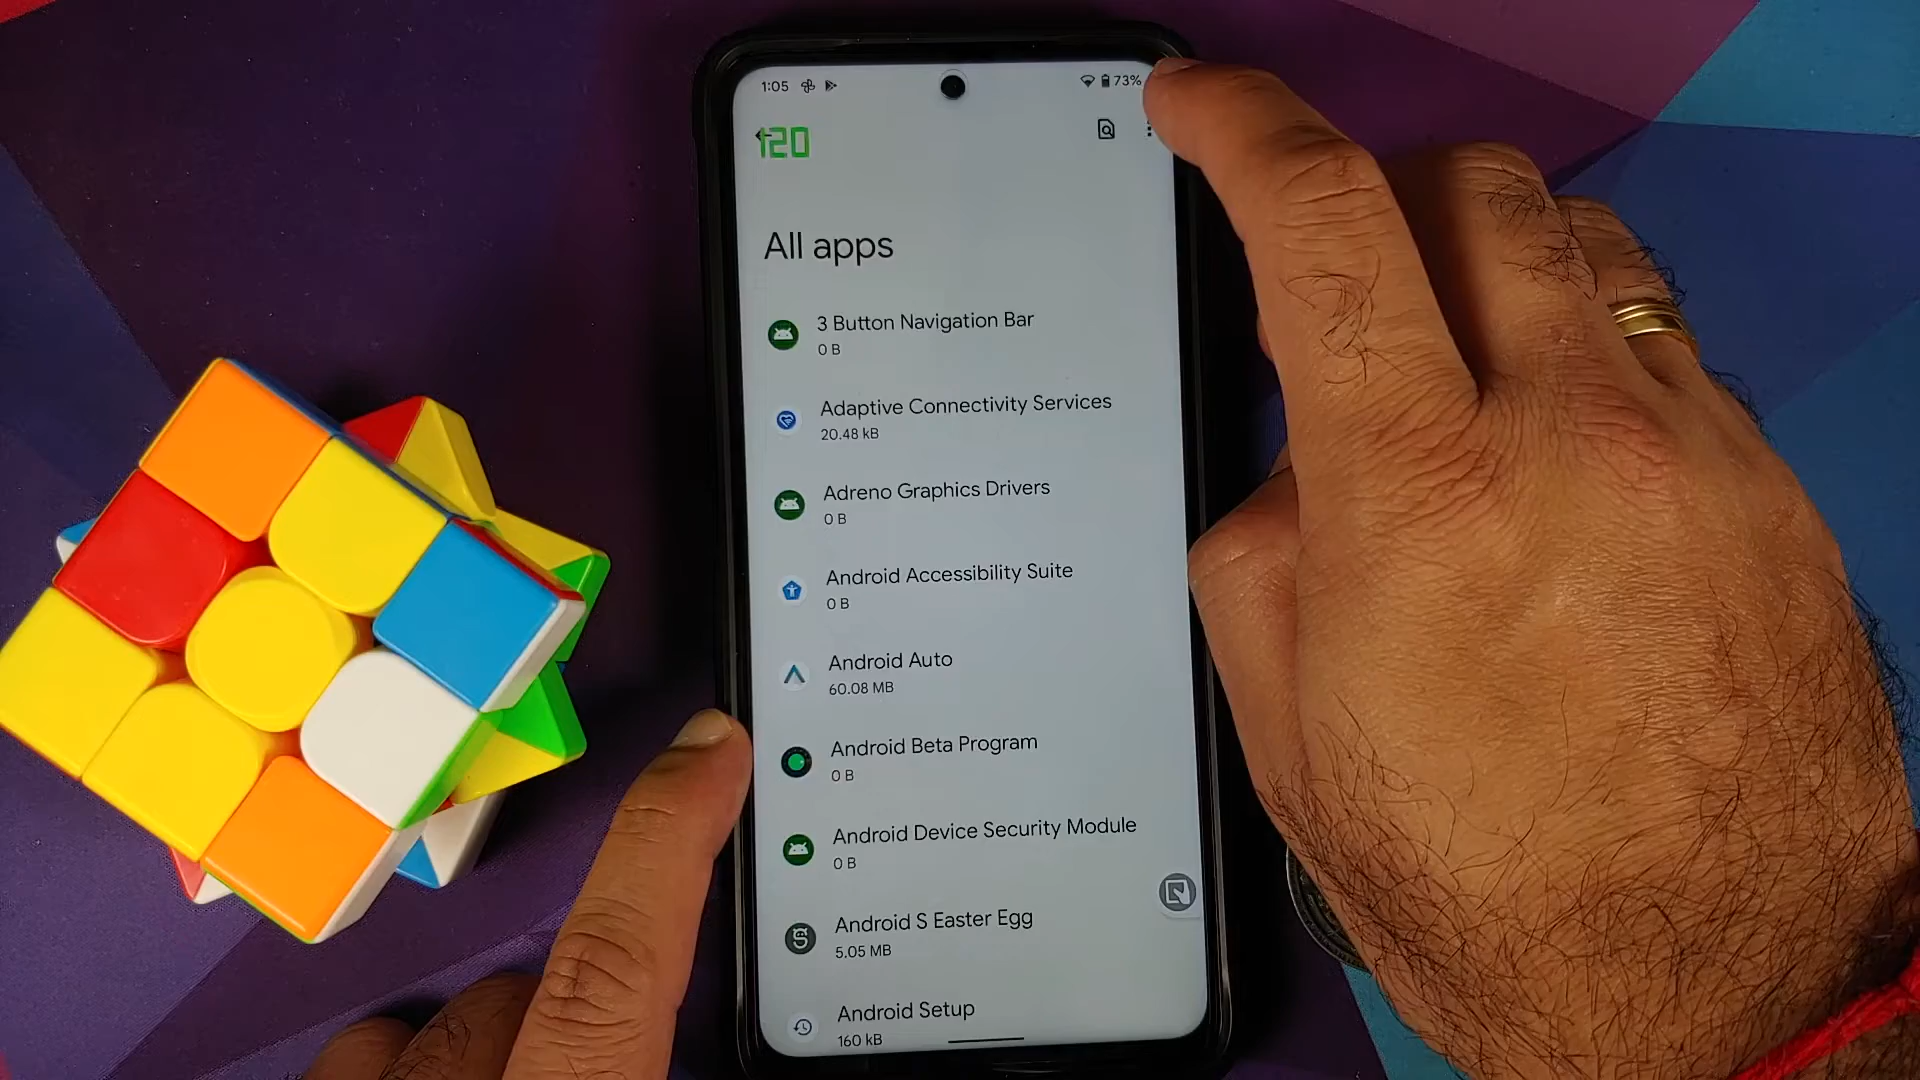 1:05
73%
120
All apps
3 Button Navigation Bar
0 B
Adaptive Connectivity Services
20.48 kB
Adreno Graphics Drivers
0 B
Android Accessibility Suite
0 B
Android Auto
60.08 MB
Android Beta Program
0 B
Android Device Security Module
0 B
Android S Easter Egg
5.05 MB
Android Setup
160 kB